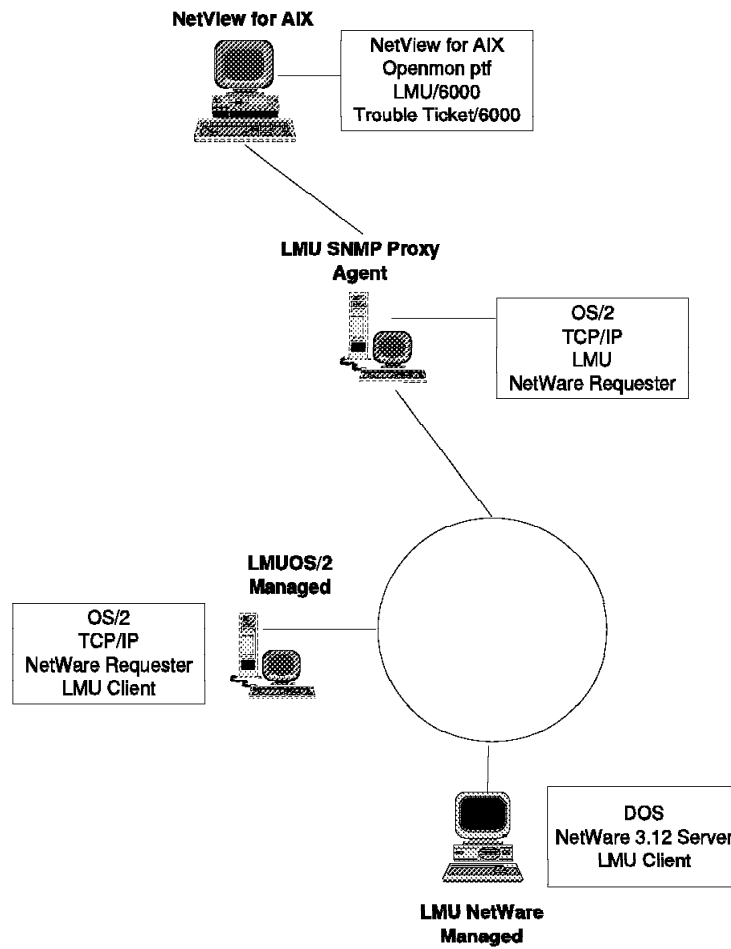 NetView for AIX
NetView for AIX
Openmon ptf
LMU/6000
Trouble Ticket/6000
LMU SNMP Proxy
Agent
OS/2
TCP/IP
LMU
NetWare Requester
LMUOS/2
Managed
OS/2
TCP/IP
NetWare Requester
LMU Client
DOS
NetWare 3.12 Server
LMU Client
LMU NetWare
Managed